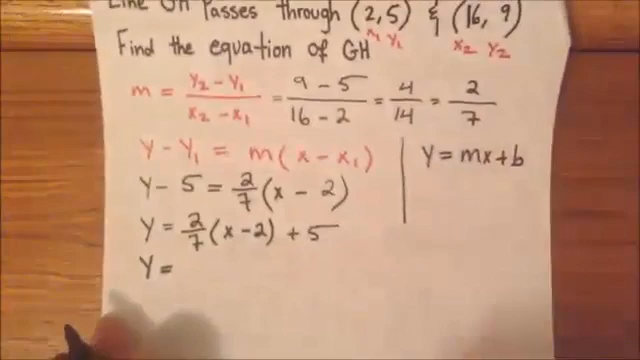 Line GH Passes through (2,5) & (16, 9)
x₁ y₁ x₂ y₂
Find the equation of GH
m = y₂ - y₁ / x₂ - x₁ = 9 - 5 / 16 - 2 = 4 / 14 = 2 / 7
y - y₁ = m(x - x₁) | y = mx + b
y - 5 = 2/7 (x - 2)
y = 2/7 (x - 2) + 5
y =